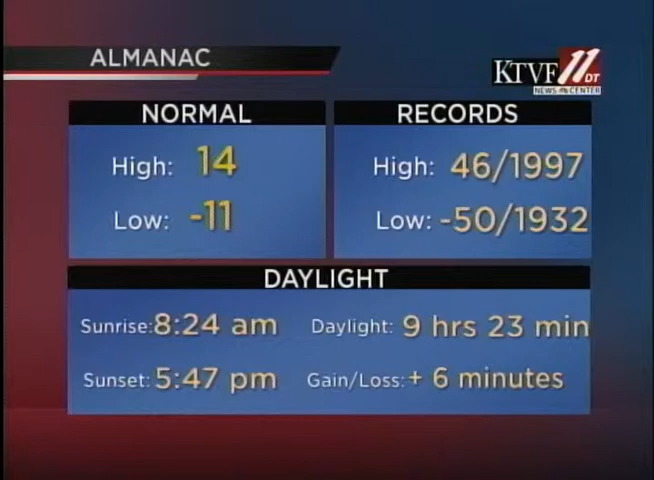 ALMANAC
KTVF 11 DT
NEWS CENTER
NORMAL
High: 14
Low: -11
RECORDS
High: 46/1997
Low: -50/1932
DAYLIGHT
Sunrise: 8:24 am
Daylight: 9 hrs 23 min
Sunset: 5:47 pm
Gain/Loss: + 6 minutes